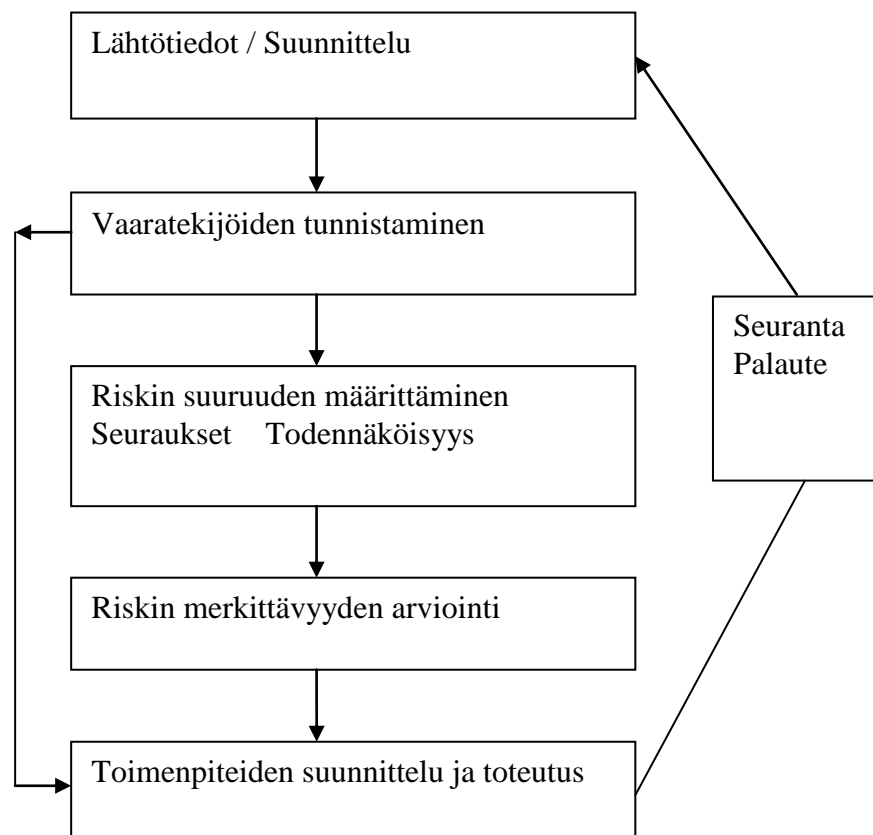 Lähtötiedot / Suunnittelu
Vaaratekijöiden tunnistaminen
Seuranta
Palaute
Riskin suuruuden määrittäminen
Seuraukset Todennäköisyys
Riskin merkittävyyden arviointi
Toimenpiteiden suunnittelu ja toteutus